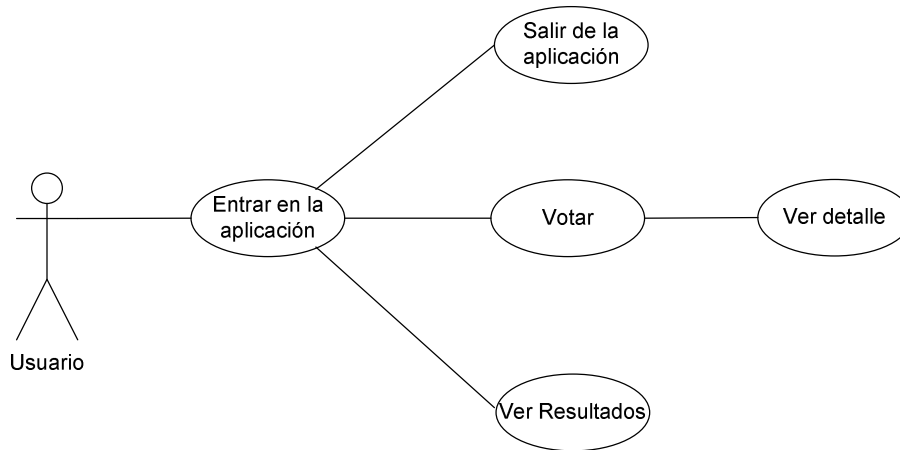 Salir de la
aplicación
Entrar en la
aplicación
Votar
Ver detalle
Usuario
Ver Resultados